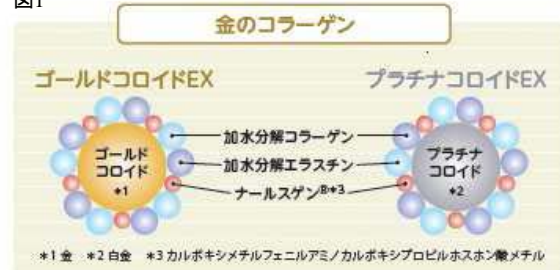 図1
金のコラーゲン
ゴールドコロイドEX
プラチナコロイドEX
加水分解コラーゲン
加水分解エラスチン
ナールスゲン®*3
ゴールド
コロイド
*1
プラチナ
コロイド
*2
*1 金 *2 白金 *3 カルボキシメチルフェニルアミノカルボキシプロピルホスホン酸メチル